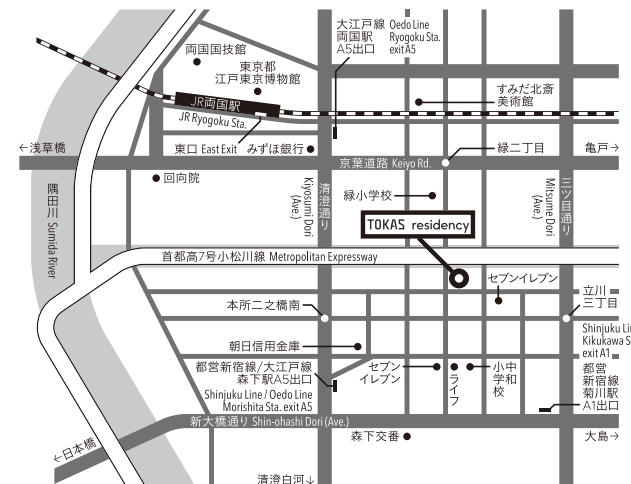 大江戸線
両国駅
A5出口
Oedo Line
Ryogoku Sta.
exit A5
両国国技館
東京都
江戸東京博物館
すみだ北斎
美術館
JR両国駅
JR Ryogoku Sta.
東口 East Exit
みずほ銀行
←浅草橋
緑二丁目
亀戸→
京葉道路 Keiyo Rd.
回向院
隅田川 Sumida River
清澄通り
Kiyosumi Dori
(Ave.)
緑小学校
三ツ目通り
Mitsume Dori
(Ave.)
TOKAS residency
首都高7号小松川線 Metropolitan Expressway
セブンイレブン
立川
三丁目
本所二之橋南
Shinjuku Li
Kikukawa S
exit A1
朝日信用金庫
都営新宿線/大江戸線
森下駅A5出口
Shinjuku Line / Oedo Line
Morishita Sta. exit A5
セブン
イレブン
ライフ
小中
学和
校
都営
新宿線
菊川駅
A1出口
新大橋通り Shin-ohashi Dori (Ave.)
←日本橋
森下交番
大島→
清澄白河↓